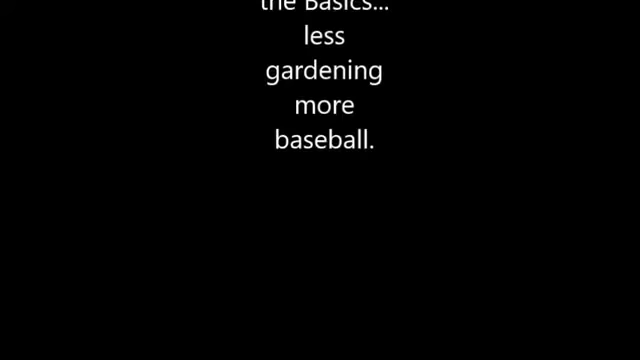 the Basics...
less
gardening
more
baseball.